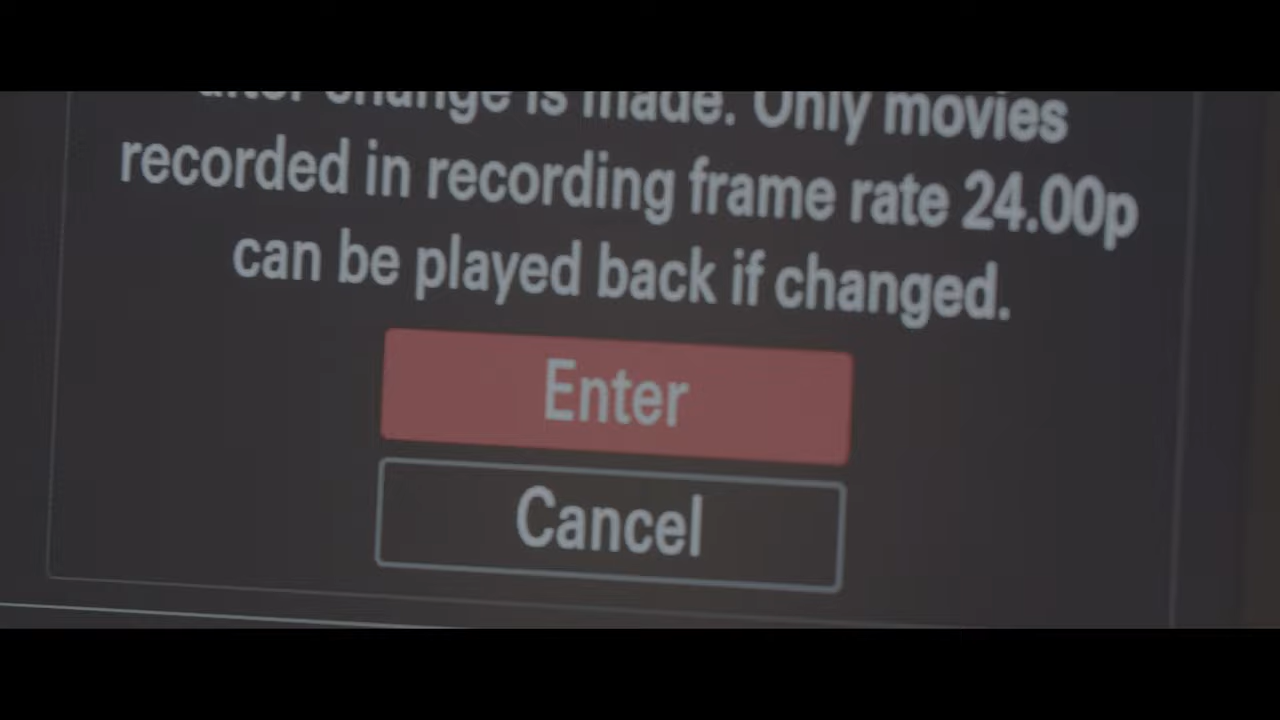 after change is made. Only movies
recorded in recording frame rate 24.00p
can be played back if changed.
Enter
Cancel